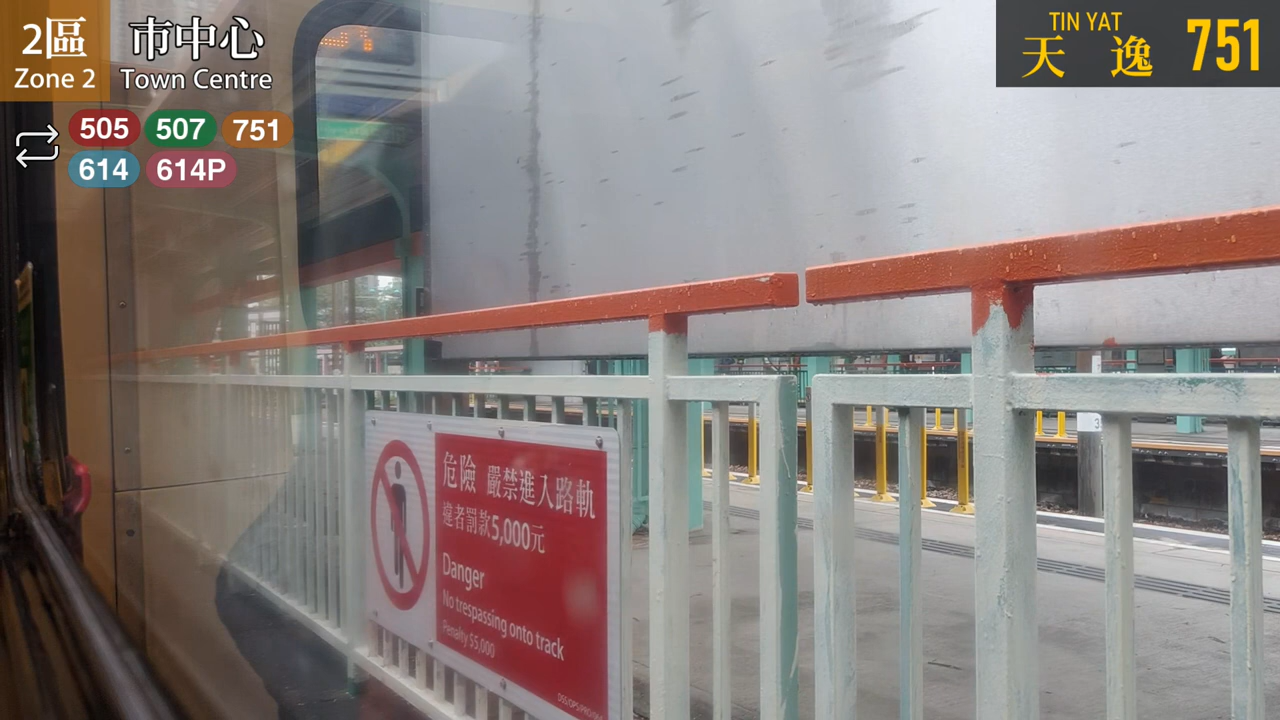 2區
Zone 2
市中心
Town Centre
505 507 751
614 614P
TIN YAT
天逸 751
危險 嚴禁進入路軌
違者罰款5,000元
Danger
No trespassing onto track
Penalty $5,000
3